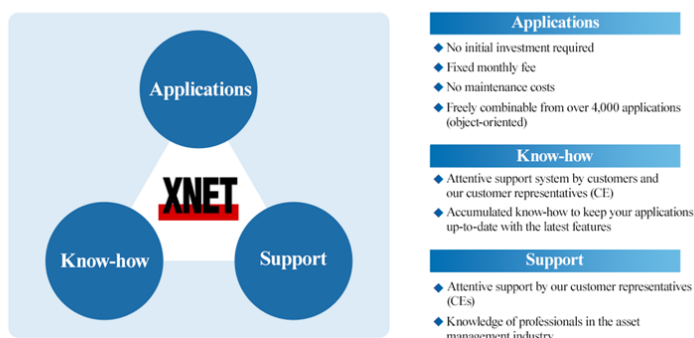 Applications
XNET
Know-how
Support
Applications
No initial investment required
Fixed monthly fee
No maintenance costs
Freely combinable from over 4,000 applications
(object-oriented)
Know-how
Attentive support system by customers and
our customer representatives (CE)
Accumulated know-how to keep your applications
up-to-date with the latest features
Support
Attentive support by our customer representatives
(CEs)
Knowledge of professionals in the asset
management industry